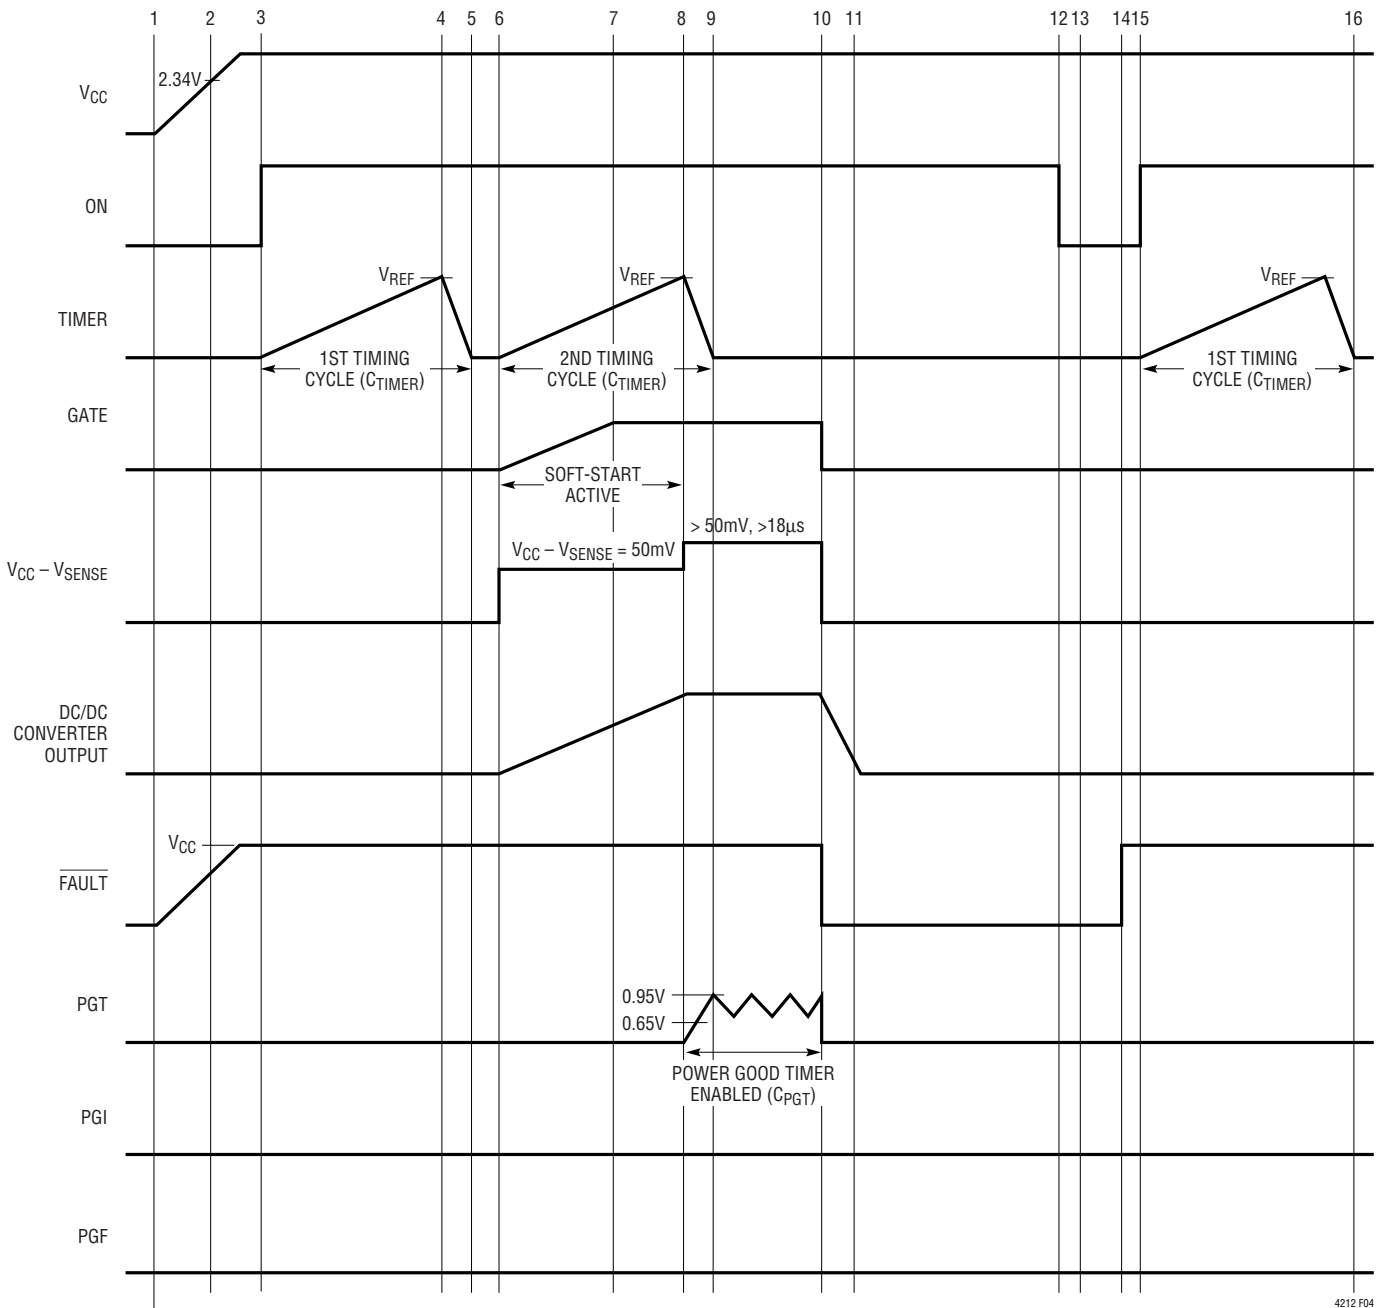 1 2 3 4 5 6 7 8 9 10 11 12 13 1415 16
2.34V
VCC
ON
VREF VREF VREF
TIMER
1ST TIMING
CYCLE (CTIMER)
2ND TIMING
CYCLE (CTIMER)
1ST TIMING
CYCLE (CTIMER)
GATE
SOFT-START
ACTIVE
> 50mV, >18μs
VCC – VSENSE = 50mV
VCC – VSENSE
DC/DC
CONVERTER
OUTPUT
VCC
FAULT
PGT
0.95V
0.65V
POWER GOOD TIMER
ENABLED (CPGT)
PGI
PGF
4212 F04